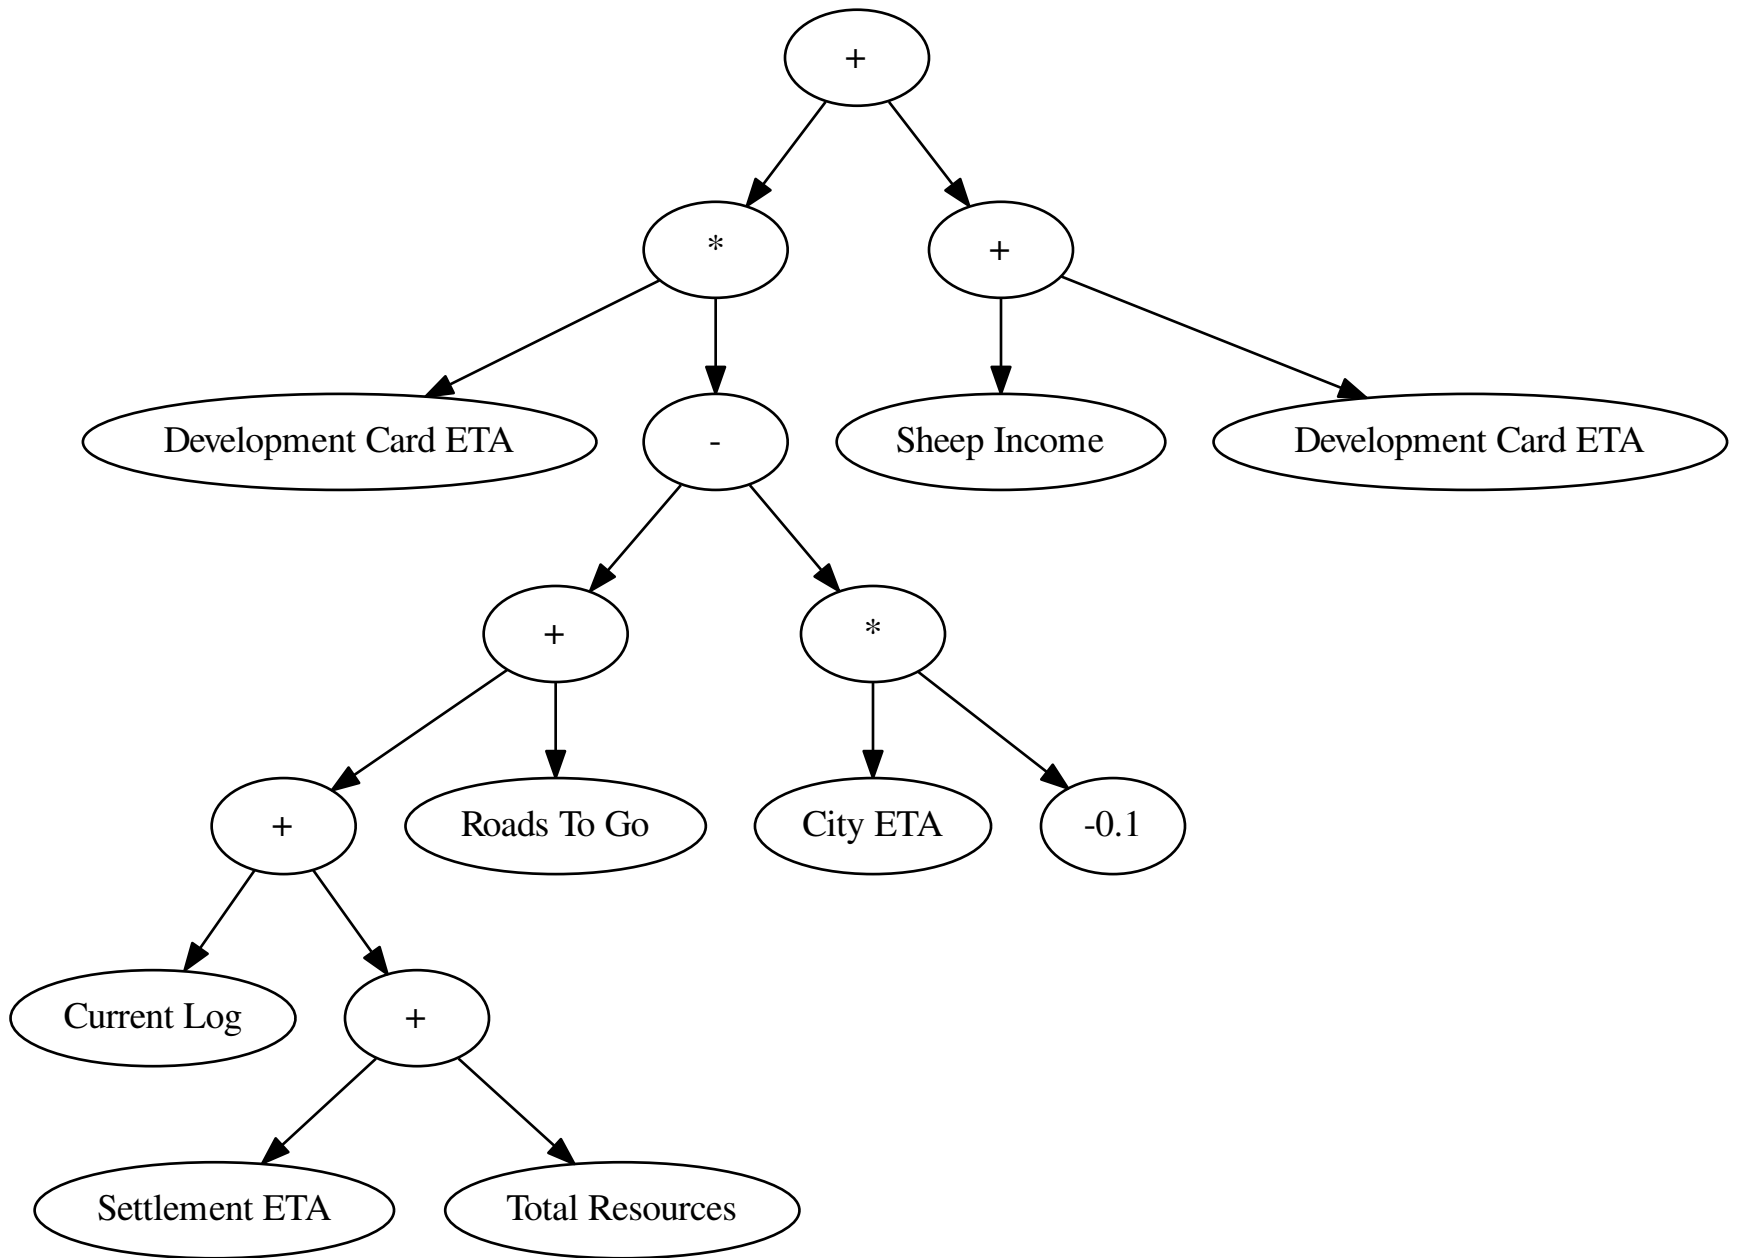 +
*
+
Development Card ETA
-
Sheep Income
Development Card ETA
+
*
+
Roads To Go
City ETA
-0.1
Current Log
+
Settlement ETA
Total Resources